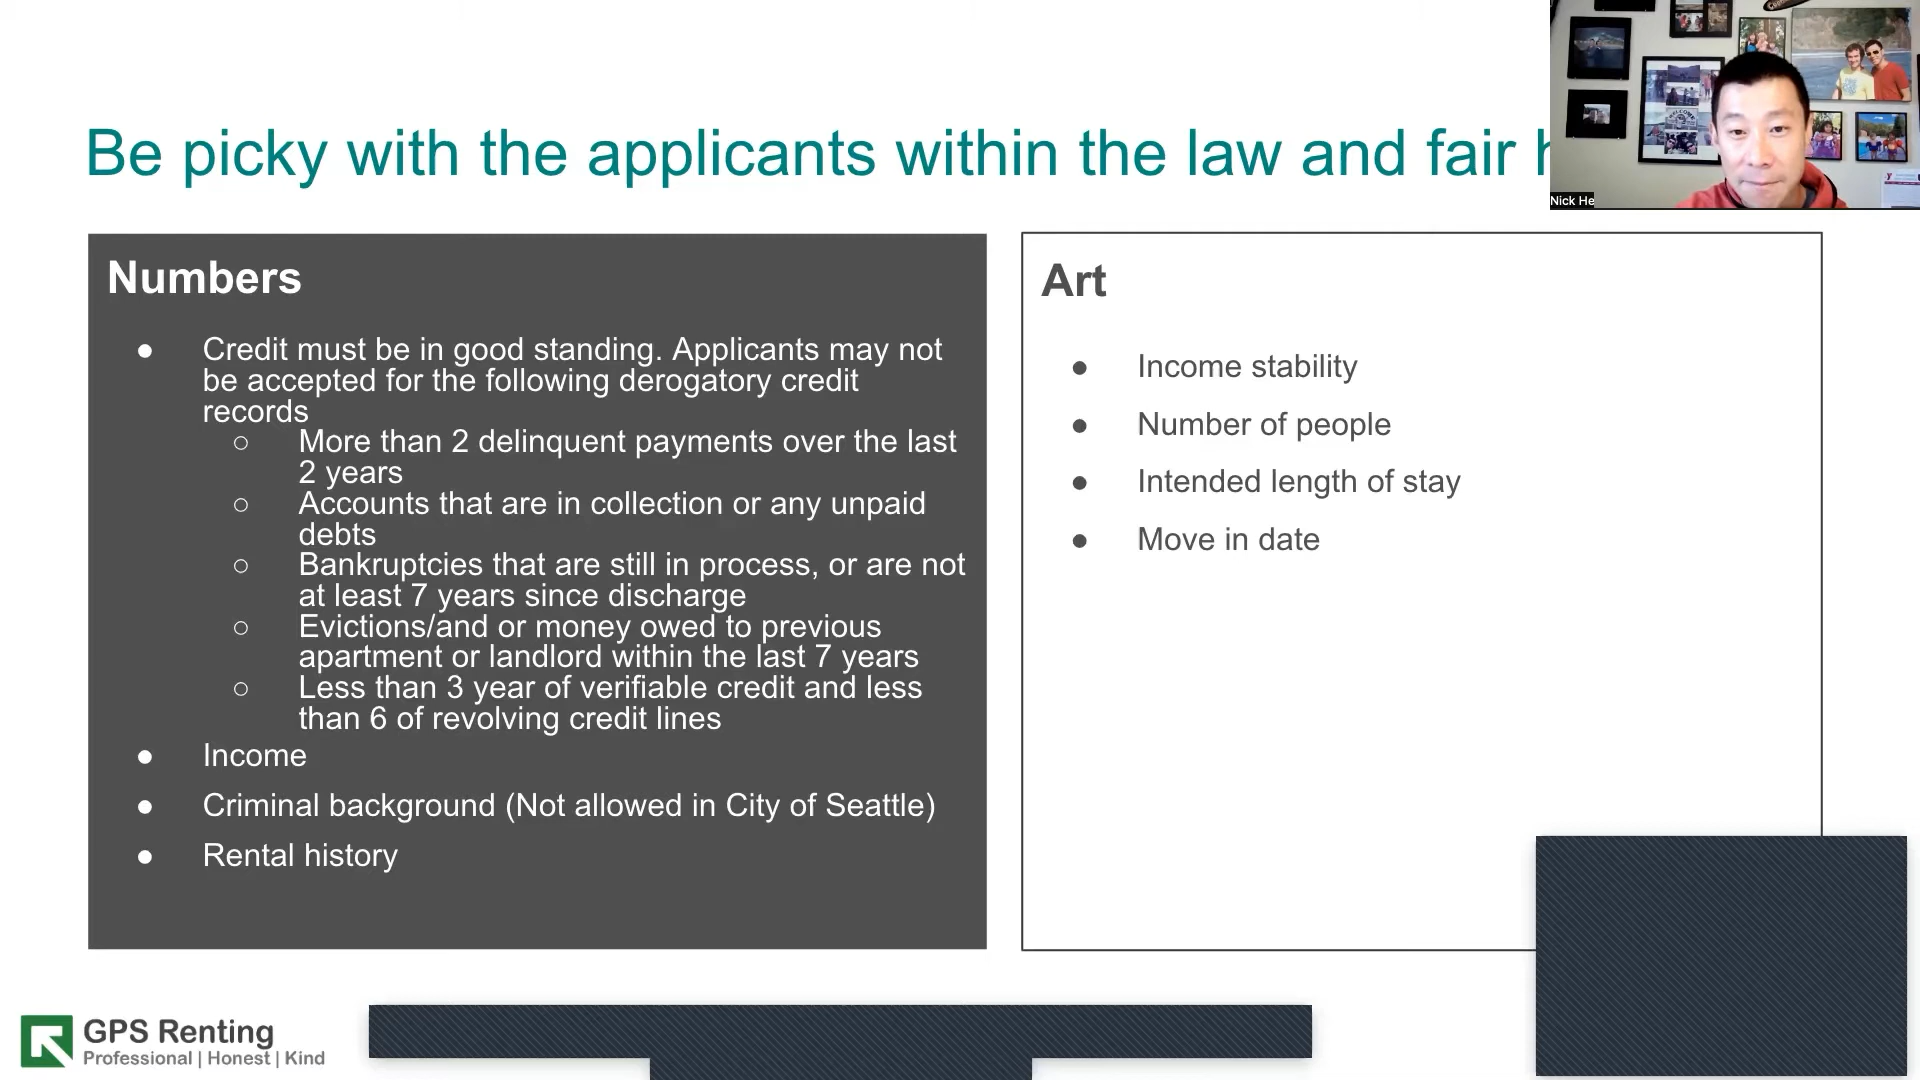 Be picky with the applicants within the law and fair
Nick He
Numbers
● Credit must be in good standing. Applicants may not
be accepted for the following derogatory credit
records
○ More than 2 delinquent payments over the last
2 years
○ Accounts that are in collection or any unpaid
debts
○ Bankruptcies that are still in process, or are not
at least 7 years since discharge
○ Evictions/and or money owed to previous
apartment or landlord within the last 7 years
○ Less than 3 year of verifiable credit and less
than 6 of revolving credit lines
● Income
● Criminal background (Not allowed in City of Seattle)
● Rental history
Art
● Income stability
● Number of people
● Intended length of stay
● Move in date
GPS Renting
Professional | Honest | Kind